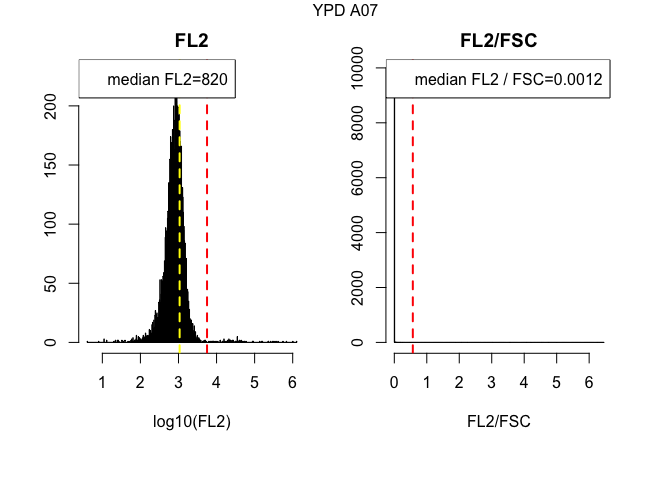 YPD A07
FL2
median FL2=820
0
50
100
150
200
1 2 3 4 5 6
log10(FL2)
FL2/FSC
median FL2 / FSC=0.0012
0
2000
4000
6000
8000
10000
0 1 2 3 4 5 6
FL2/FSC